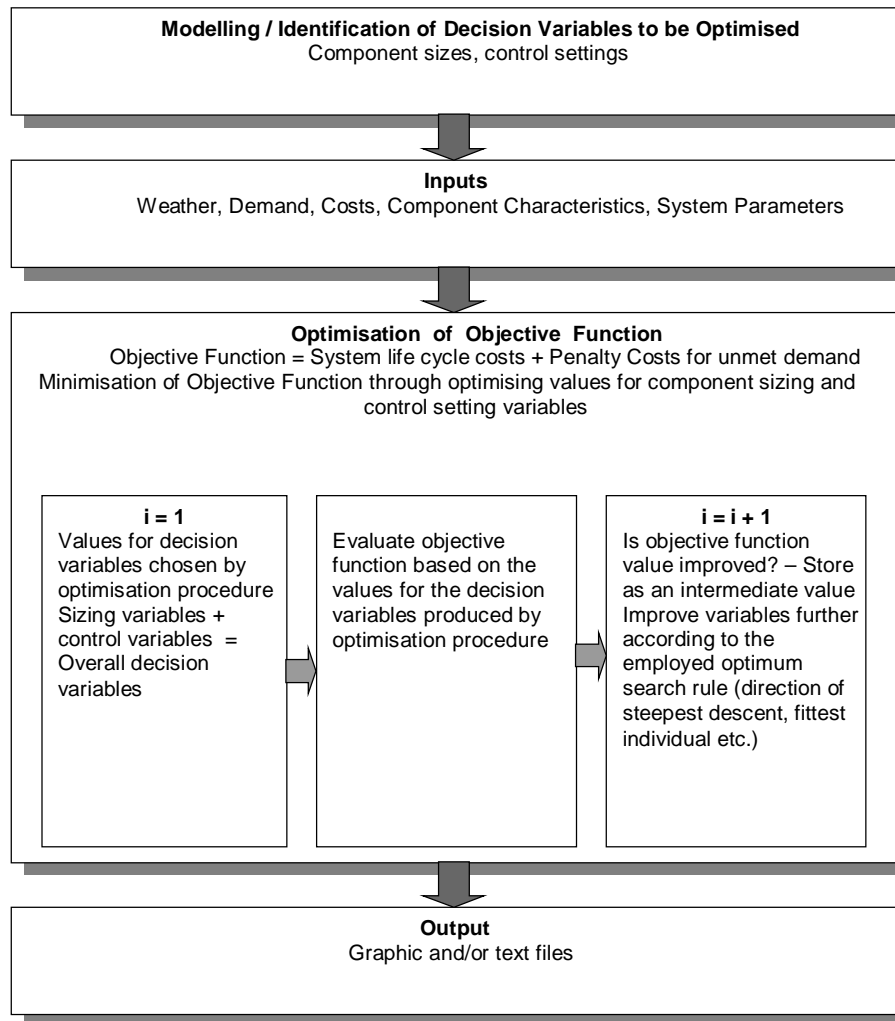 Modelling / Identification of Decision Variables to be Optimised
Component sizes, control settings
Inputs
Weather, Demand, Costs, Component Characteristics, System Parameters
Optimisation of Objective Function
Objective Function = System life cycle costs + Penalty Costs for unmet demand
Minimisation of Objective Function through optimising values for component sizing and
control setting variables
i = 1
Values for decision
variables chosen by
optimisation procedure
Sizing variables +
control variables =
Overall decision
variables
Evaluate objective
function based on the
values for the decision
variables produced by
optimisation procedure
i = i + 1
Is objective function
value improved? – Store
as an intermediate value
Improve variables further
according to the
employed optimum
search rule (direction of
steepest descent, fittest
individual etc.)
Output
Graphic and/or text files